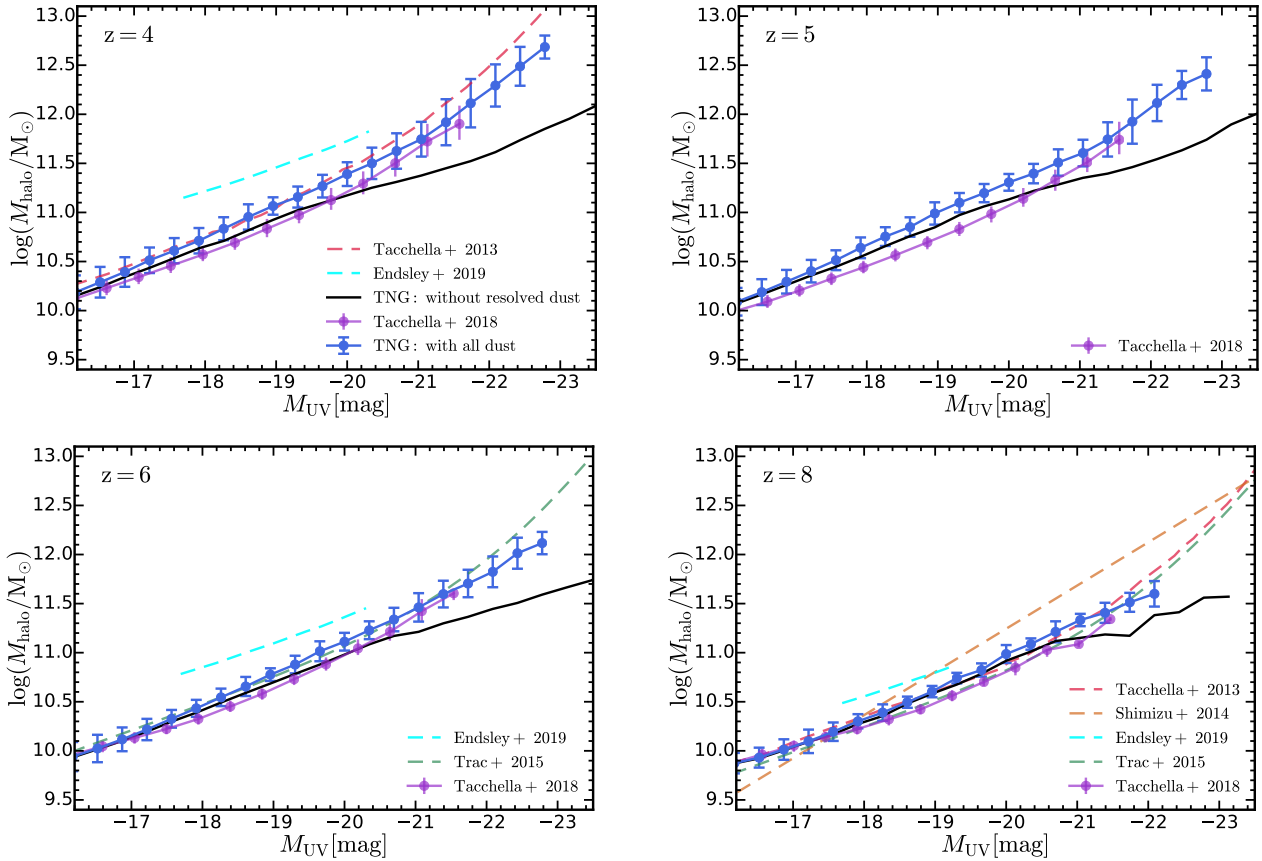 z = 4
13.0
12.5
12.0
11.5
11.0
10.5
10.0
9.5
log(M_halo/M_⊙)
Tacchella + 2013
Endsley + 2019
TNG : without resolved dust
Tacchella + 2018
TNG : with all dust
−17 −18 −19 −20 −21 −22 −23
M_UV[mag]
z = 5
13.0
12.5
12.0
11.5
11.0
10.5
10.0
9.5
log(M_halo/M_⊙)
Tacchella + 2018
−17 −18 −19 −20 −21 −22 −23
M_UV[mag]
z = 6
13.0
12.5
12.0
11.5
11.0
10.5
10.0
9.5
log(M_halo/M_⊙)
Endsley + 2019
Trac + 2015
Tacchella + 2018
−17 −18 −19 −20 −21 −22 −23
M_UV[mag]
z = 8
13.0
12.5
12.0
11.5
11.0
10.5
10.0
9.5
log(M_halo/M_⊙)
Tacchella + 2013
Shimizu + 2014
Endsley + 2019
Trac + 2015
Tacchella + 2018
−17 −18 −19 −20 −21 −22 −23
M_UV[mag]